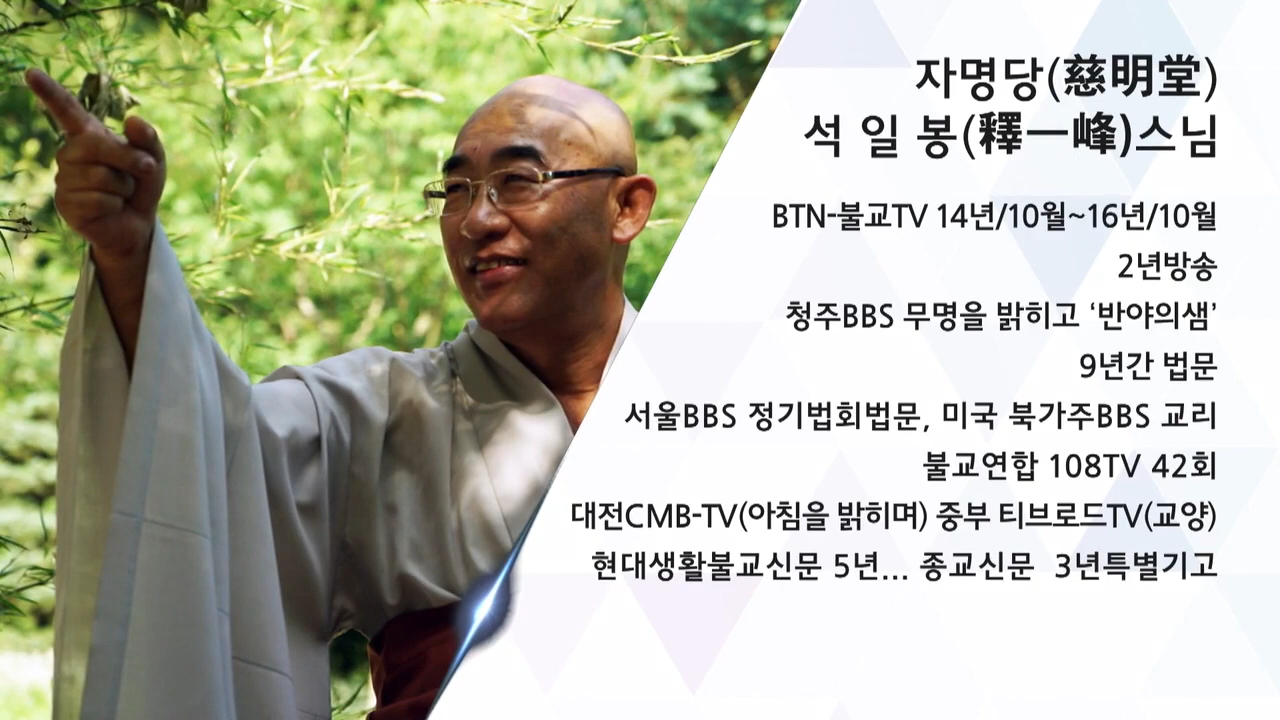 자명당(慈明堂)
석 일 봉(釋一峰)스님
BTN-불교TV 14년/10월~16년/10월
2년방송
청주BBS 무명을 밝히고 ‘반야의샘’
9년간 법문
서울BBS 정기법회법문, 미국 북가주BBS 교리
불교연합 108TV 42회
대전CMB-TV(아침을 밝히며) 중부 티브로드TV(교양)
현대생활불교신문 5년... 종교신문 3년특별기고